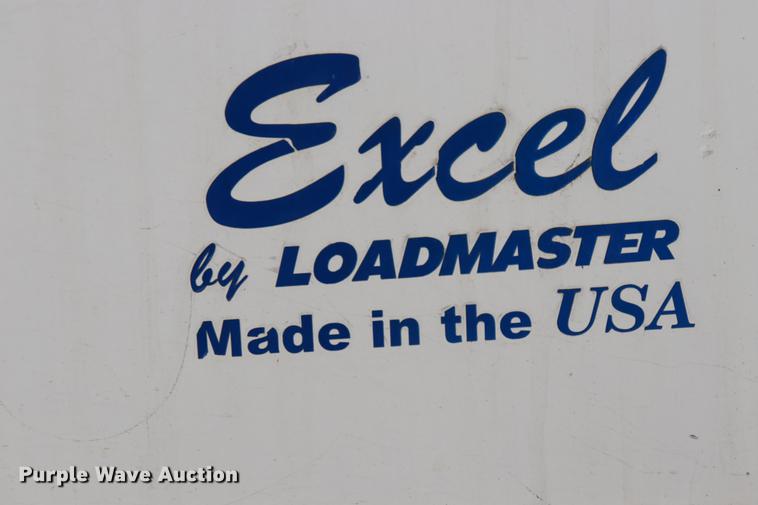 Excel
by LOADMASTER
Made in the USA
Purple Wave Auction